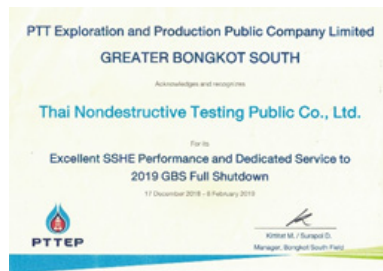 PTT Exploration and Production Public Company Limited
GREATER BONGKOT SOUTH
Acknowledges and recognizes
Thai Nondestructive Testing Public Co., Ltd.
For its
Excellent SSHE Performance and Dedicated Service to
2019 GBS Full Shutdown
17 December 2018 – 8 February 2019
PTTEP
Kimtat M. / Surapol D.
Manager, Bongkot South Field